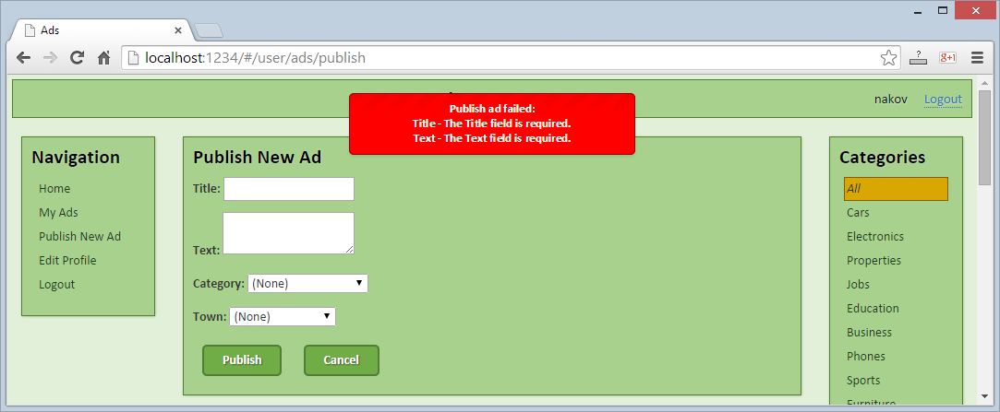 Ads
localhost:1234/#/user/ads/publish
g+1
nakov Logout
Publish ad failed:
Title - The Title field is required.
Text - The Text field is required.
Navigation
Home
My Ads
Publish New Ad
Edit Profile
Logout
Publish New Ad
Title:
Text:
Category: (None)
Town: (None)
Publish Cancel
Categories
All
Cars
Electronics
Properties
Jobs
Education
Business
Phones
Sports
Furniture